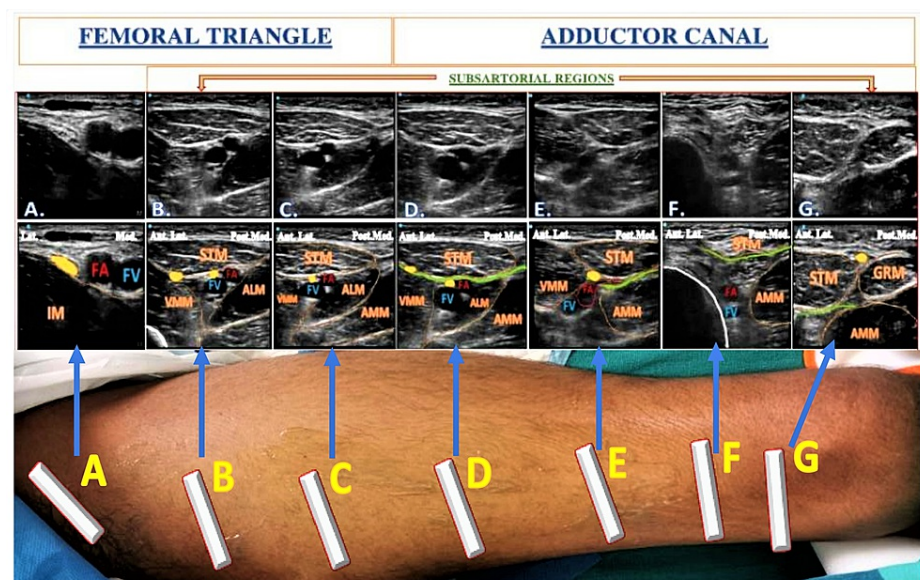 FEMORAL TRIANGLE ADDUCTOR CANAL
SUBSARTORIAL REGIONS
A. B. C. D. E. F. G.
Lat. Med. Ant. Lat. Post.Med. Ant. Lat. Post.Med. Ant. Lat. Post.Med. Ant. Lat. Post.Med. Ant. Lat. Post.Med. Ant. Lat. Post.Med.
STM STM STM STM STM
FA FV FV FA FV FA FA FV FA FV FA FV STM GRM
IM VMM ALM VMM ALM VMM ALM VMM AMM AMM
AMM AMM AMM AMM
A B C D E F G